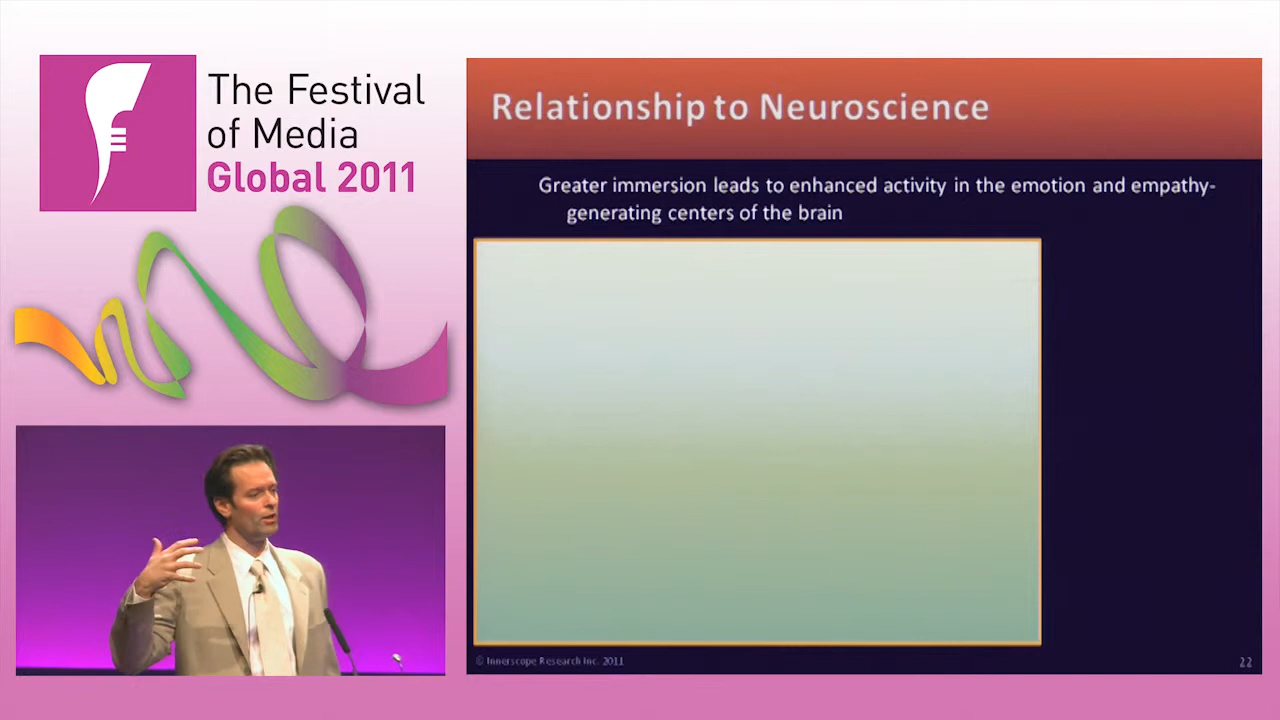 The Festival
of Media
Global 2011
Relationship to Neuroscience
Greater immersion leads to enhanced activity in the emotion and empathy-
generating centers of the brain
© Innerscope Research Inc. 2011
22